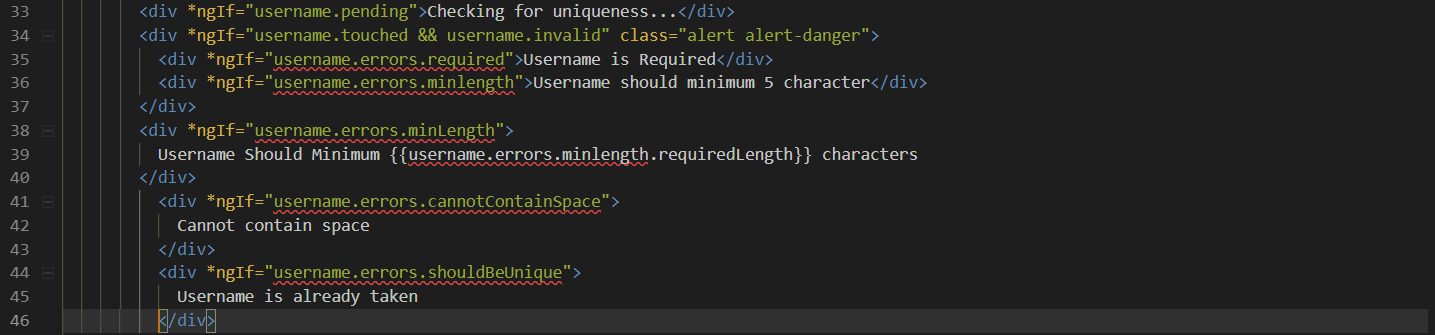 33 <div *ngIf="username.pending">Checking for uniqueness...</div>
34 <div *ngIf="username.touched && username.invalid" class="alert alert-danger">
35 <div *ngIf="username.errors.required">Username is Required</div>
36 <div *ngIf="username.errors.minlength">Username should minimum 5 character</div>
37 </div>
38 <div *ngIf="username.errors.minLength">
39 Username Should Minimum {{username.errors.minlength.requiredLength}} characters
40 </div>
41 <div *ngIf="username.errors.cannotContainSpace">
42 Cannot contain space
43 </div>
44 <div *ngIf="username.errors.shouldBeUnique">
45 Username is already taken
46 </div>